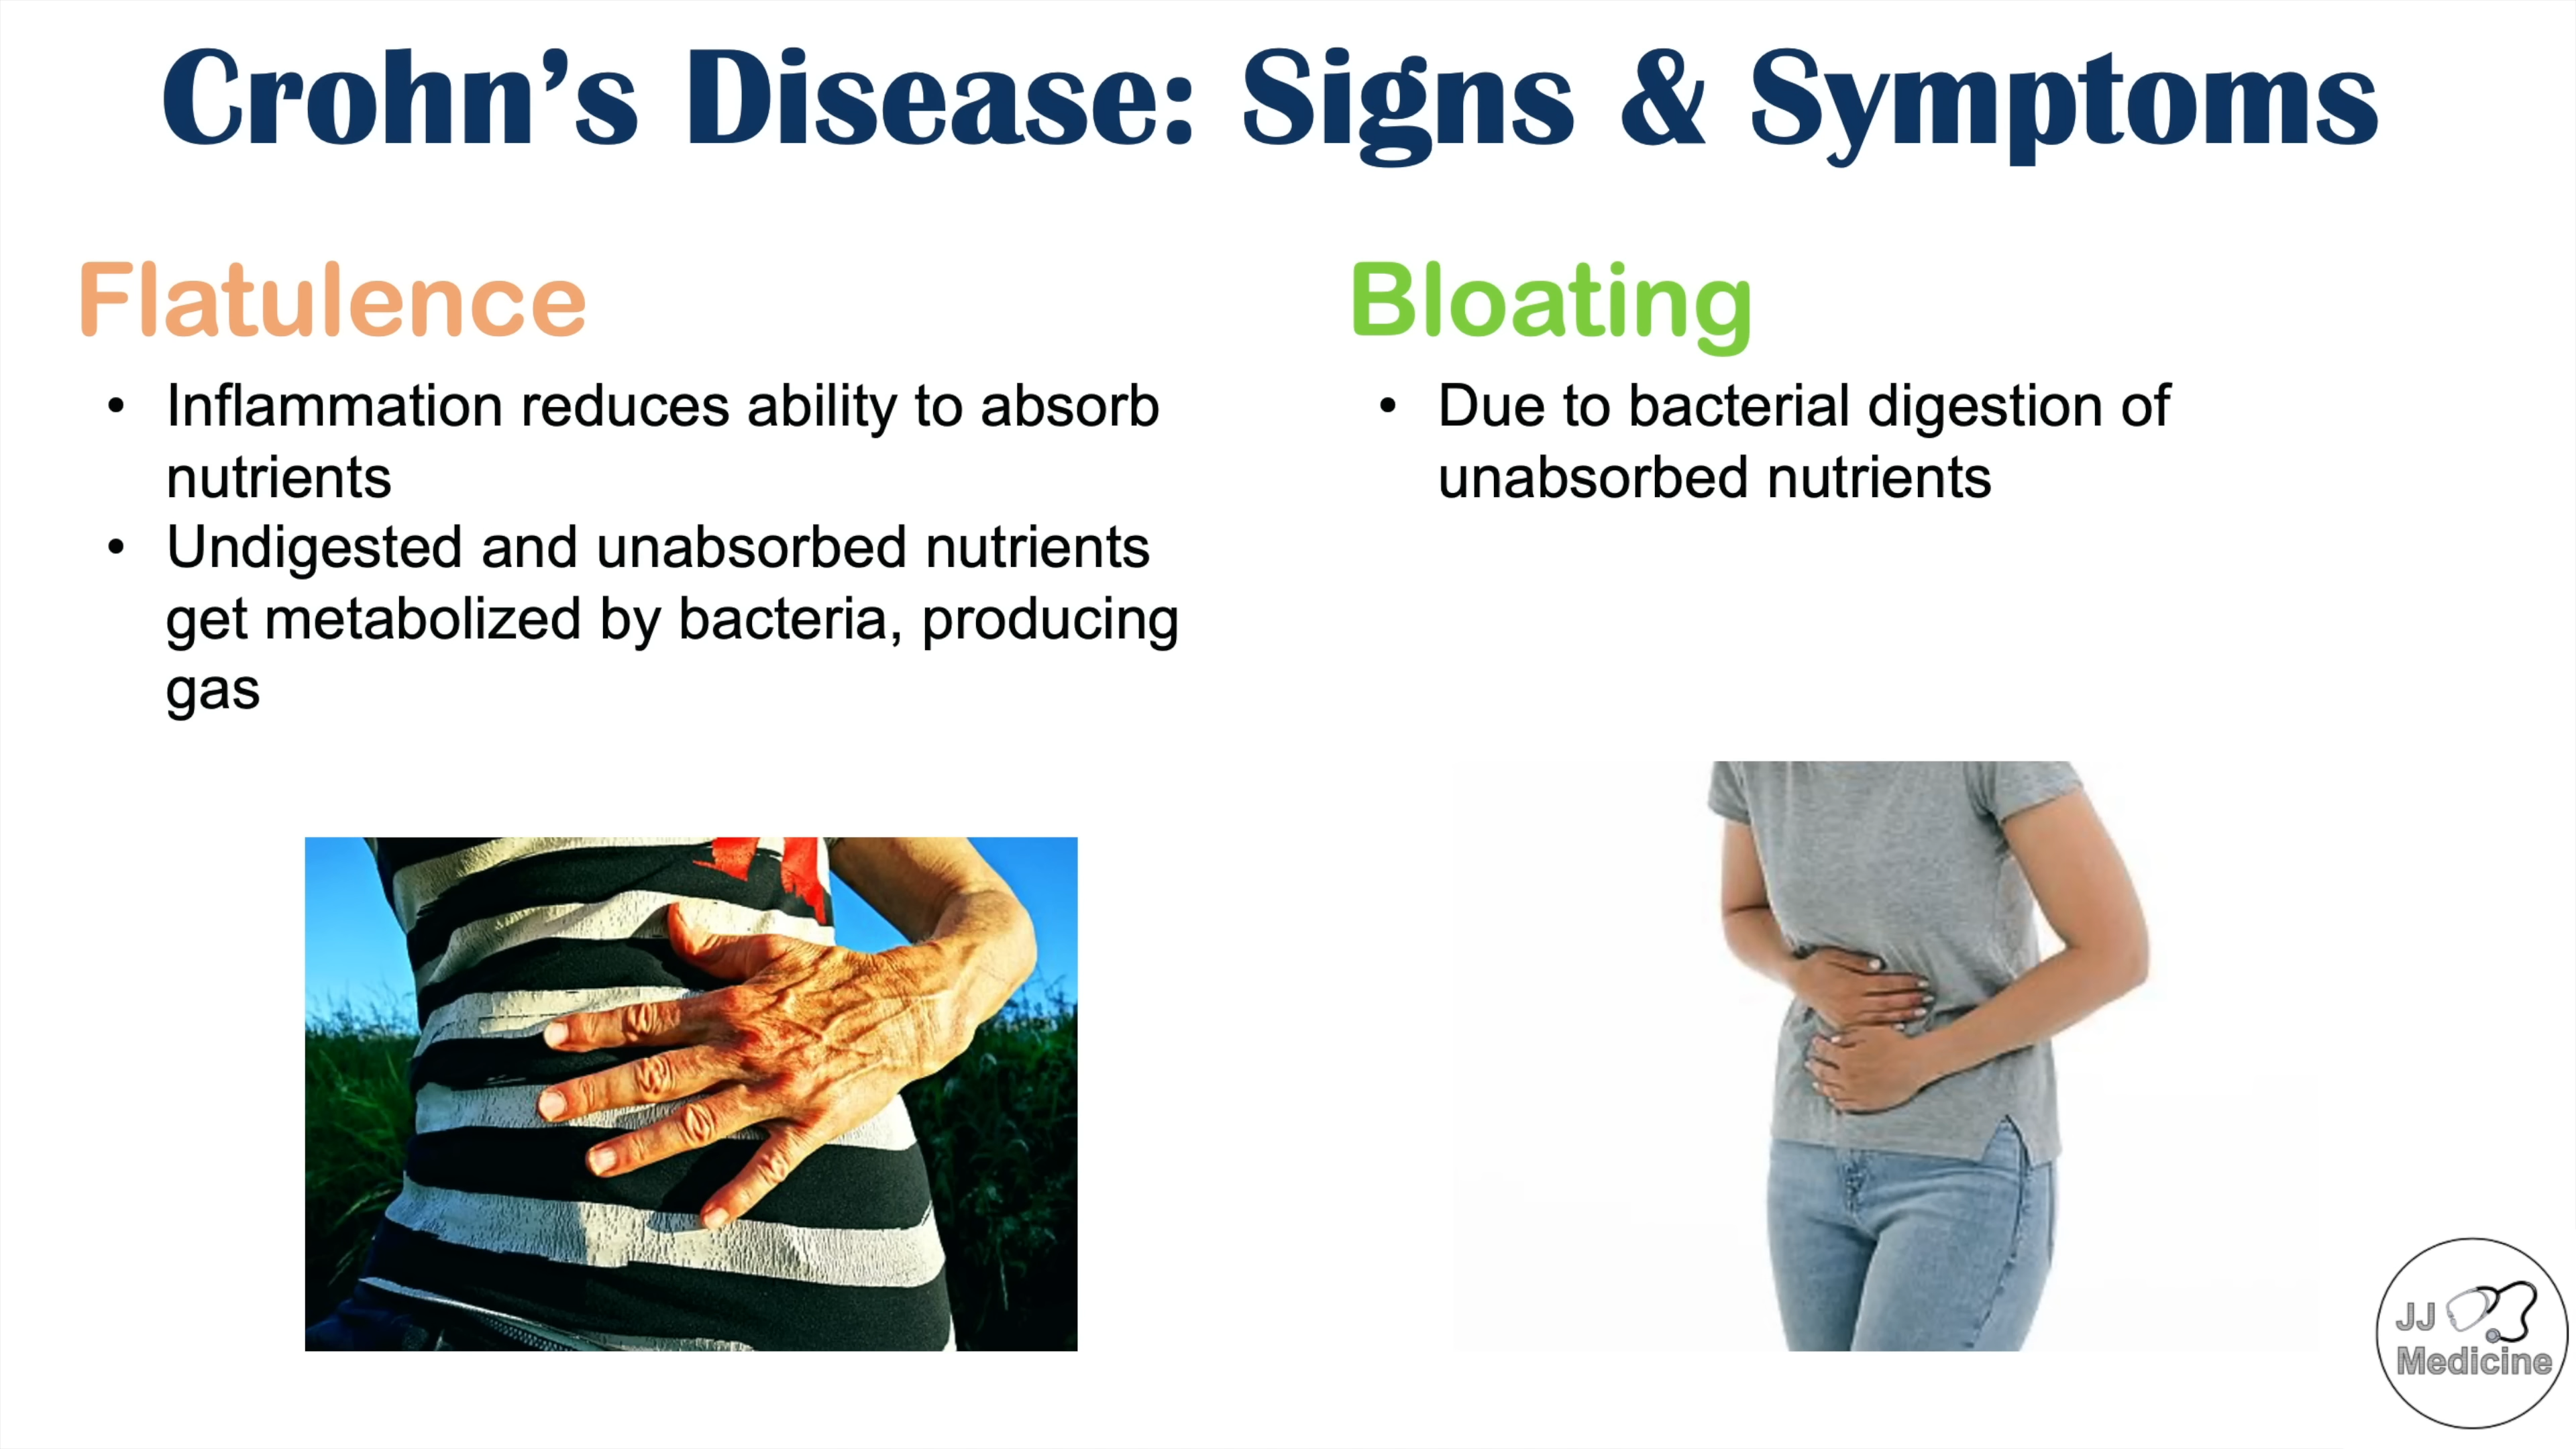 Crohn’s Disease: Signs & Symptoms
Flatulence
• Inflammation reduces ability to absorb
nutrients
• Undigested and unabsorbed nutrients
get metabolized by bacteria, producing
gas
Bloating
• Due to bacterial digestion of
unabsorbed nutrients
JJ
Medicine